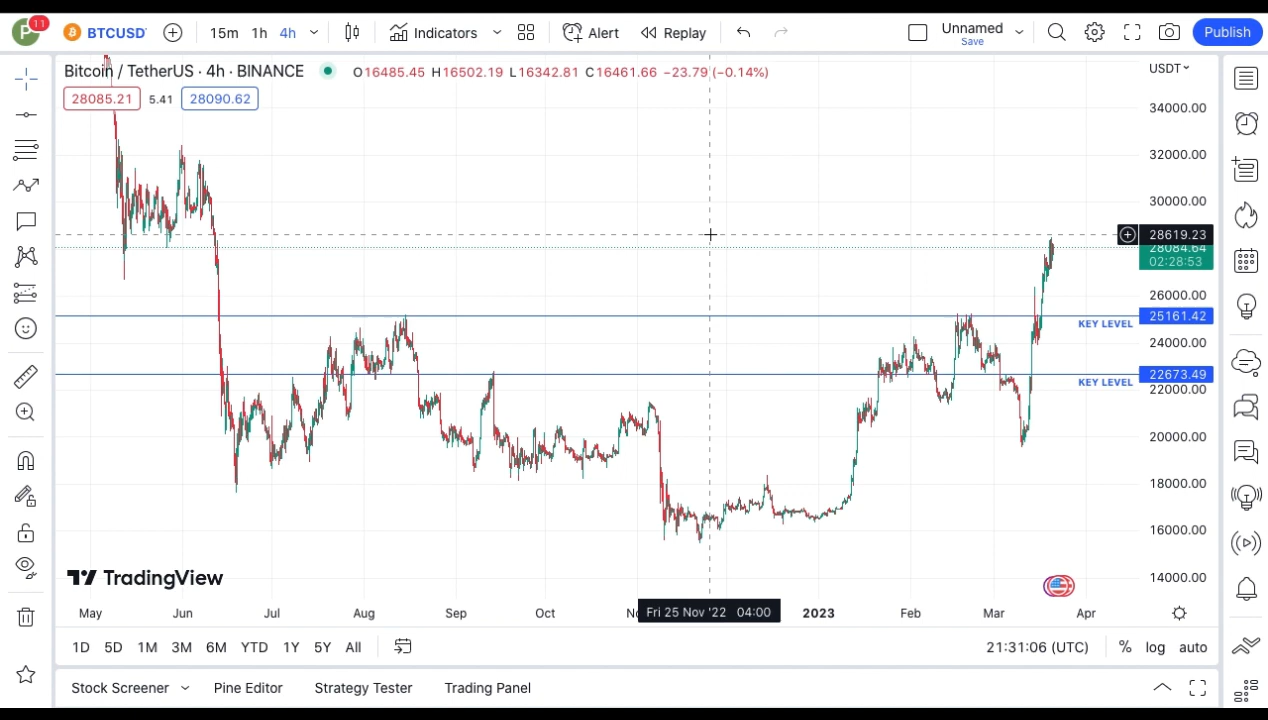 P 11 BTCUSDT 15m 1h 4h Indicators Alert Replay Unnamed Save Publish
Bitcoin / TetherUS · 4h · BINANCE O16485.45 H16502.19 L16342.81 C16461.66 −23.79 (−0.14%) USDT
28085.21 5.41 28090.62
34000.00
32000.00
30000.00
28619.23
28084.64
02:28:53
26000.00
25161.42
KEY LEVEL
24000.00
22673.49
KEY LEVEL
22000.00
20000.00
18000.00
16000.00
TradingView
14000.00
May Jun Jul Aug Sep Oct Fri 25 Nov '22 04:00 2023 Feb Mar Apr
1D 5D 1M 3M 6M YTD 1Y 5Y All 21:31:06 (UTC) % log auto
Stock Screener Pine Editor Strategy Tester Trading Panel